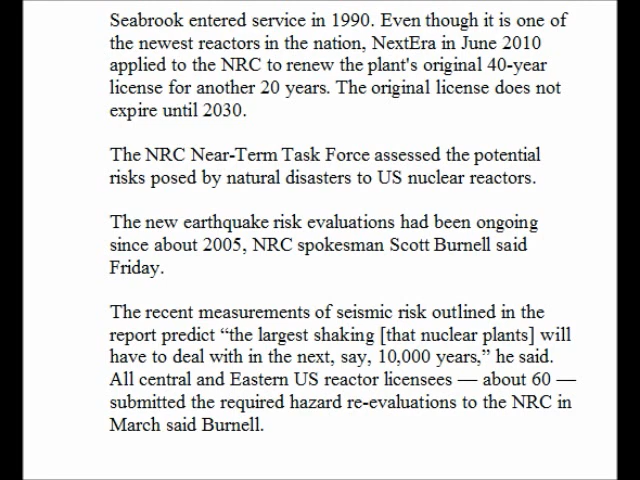 Seabrook entered service in 1990. Even though it is one of
the newest reactors in the nation, NextEra in June 2010
applied to the NRC to renew the plant's original 40-year
license for another 20 years. The original license does not
expire until 2030.
The NRC Near-Term Task Force assessed the potential
risks posed by natural disasters to US nuclear reactors.
The new earthquake risk evaluations had been ongoing
since about 2005, NRC spokesman Scott Burnell said
Friday.
The recent measurements of seismic risk outlined in the
report predict “the largest shaking [that nuclear plants] will
have to deal with in the next, say, 10,000 years,” he said.
All central and Eastern US reactor licensees — about 60 —
submitted the required hazard re-evaluations to the NRC in
March said Burnell.